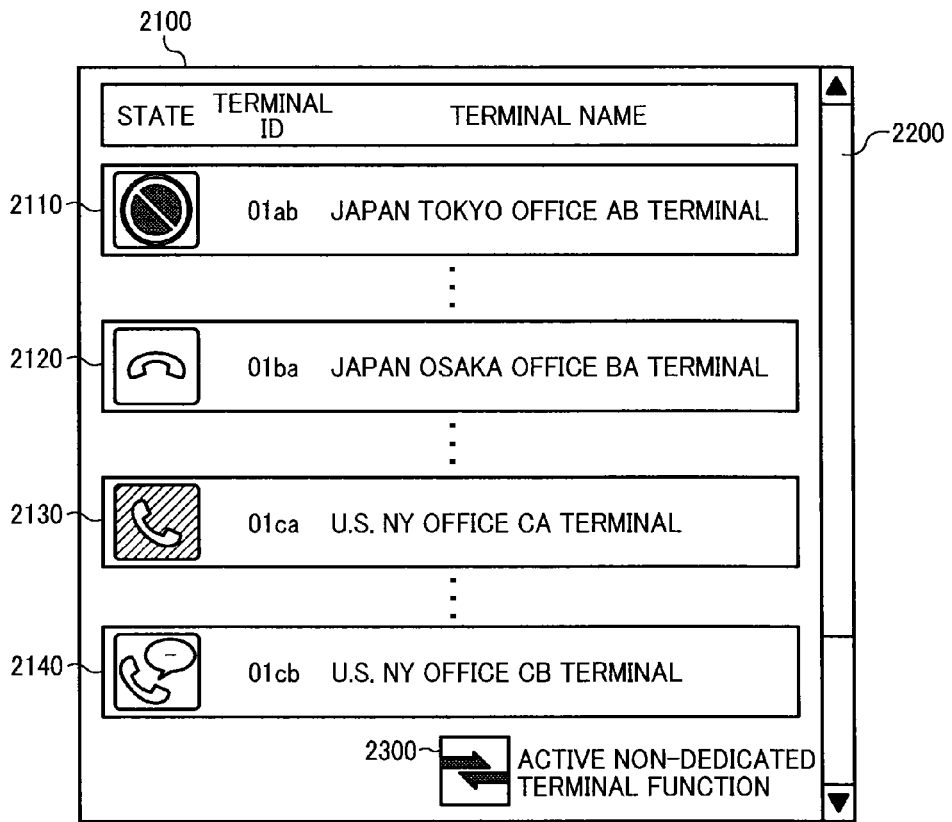 2100
STATE TERMINAL ID TERMINAL NAME
2200
2110 01ab JAPAN TOKYO OFFICE AB TERMINAL
2120 01ba JAPAN OSAKA OFFICE BA TERMINAL
2130 01ca U.S. NY OFFICE CA TERMINAL
2140 01cb U.S. NY OFFICE CB TERMINAL
2300 ACTIVE NON-DEDICATED
TERMINAL FUNCTION